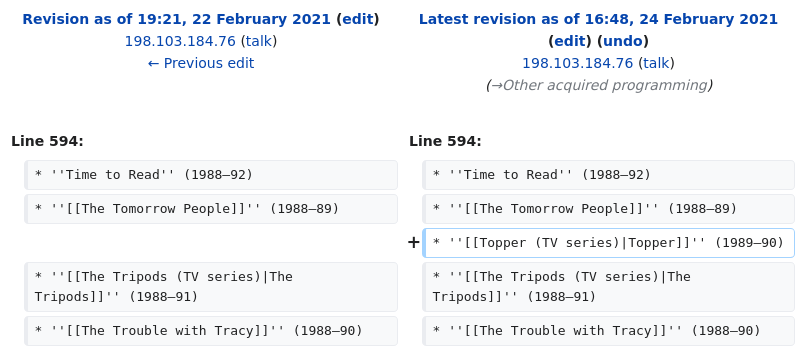 Revision as of 19:21, 22 February 2021 (edit)
198.103.184.76 (talk)
← Previous edit
Latest revision as of 16:48, 24 February 2021
(edit) (undo)
198.103.184.76 (talk)
(→Other acquired programming)
Line 594:
Line 594:
* ''Time to Read'' (1988–92)
* ''Time to Read'' (1988–92)
* ''[[The Tomorrow People]]'' (1988–89)
* ''[[The Tomorrow People]]'' (1988–89)
+ * ''[[Topper (TV series)|Topper]]'' (1989–90)
* ''[[The Tripods (TV series)|The
Tripods]]'' (1988–91)
* ''[[The Tripods (TV series)|The
Tripods]]'' (1988–91)
* ''[[The Trouble with Tracy]]'' (1988–90)
* ''[[The Trouble with Tracy]]'' (1988–90)